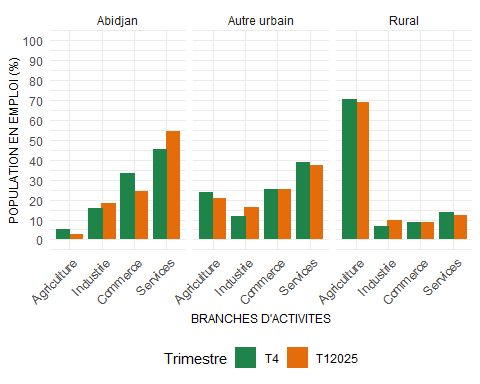 Abidjan Autre urbain Rural
POPULATION EN EMPLOI (%)
100
90
80
70
60
50
40
30
20
10
0
Agriculture Industrie Commerce Services Agriculture Industrie Commerce Services Agriculture Industrie Commerce Services
BRANCHES D'ACTIVITES
Trimestre T4 T12025